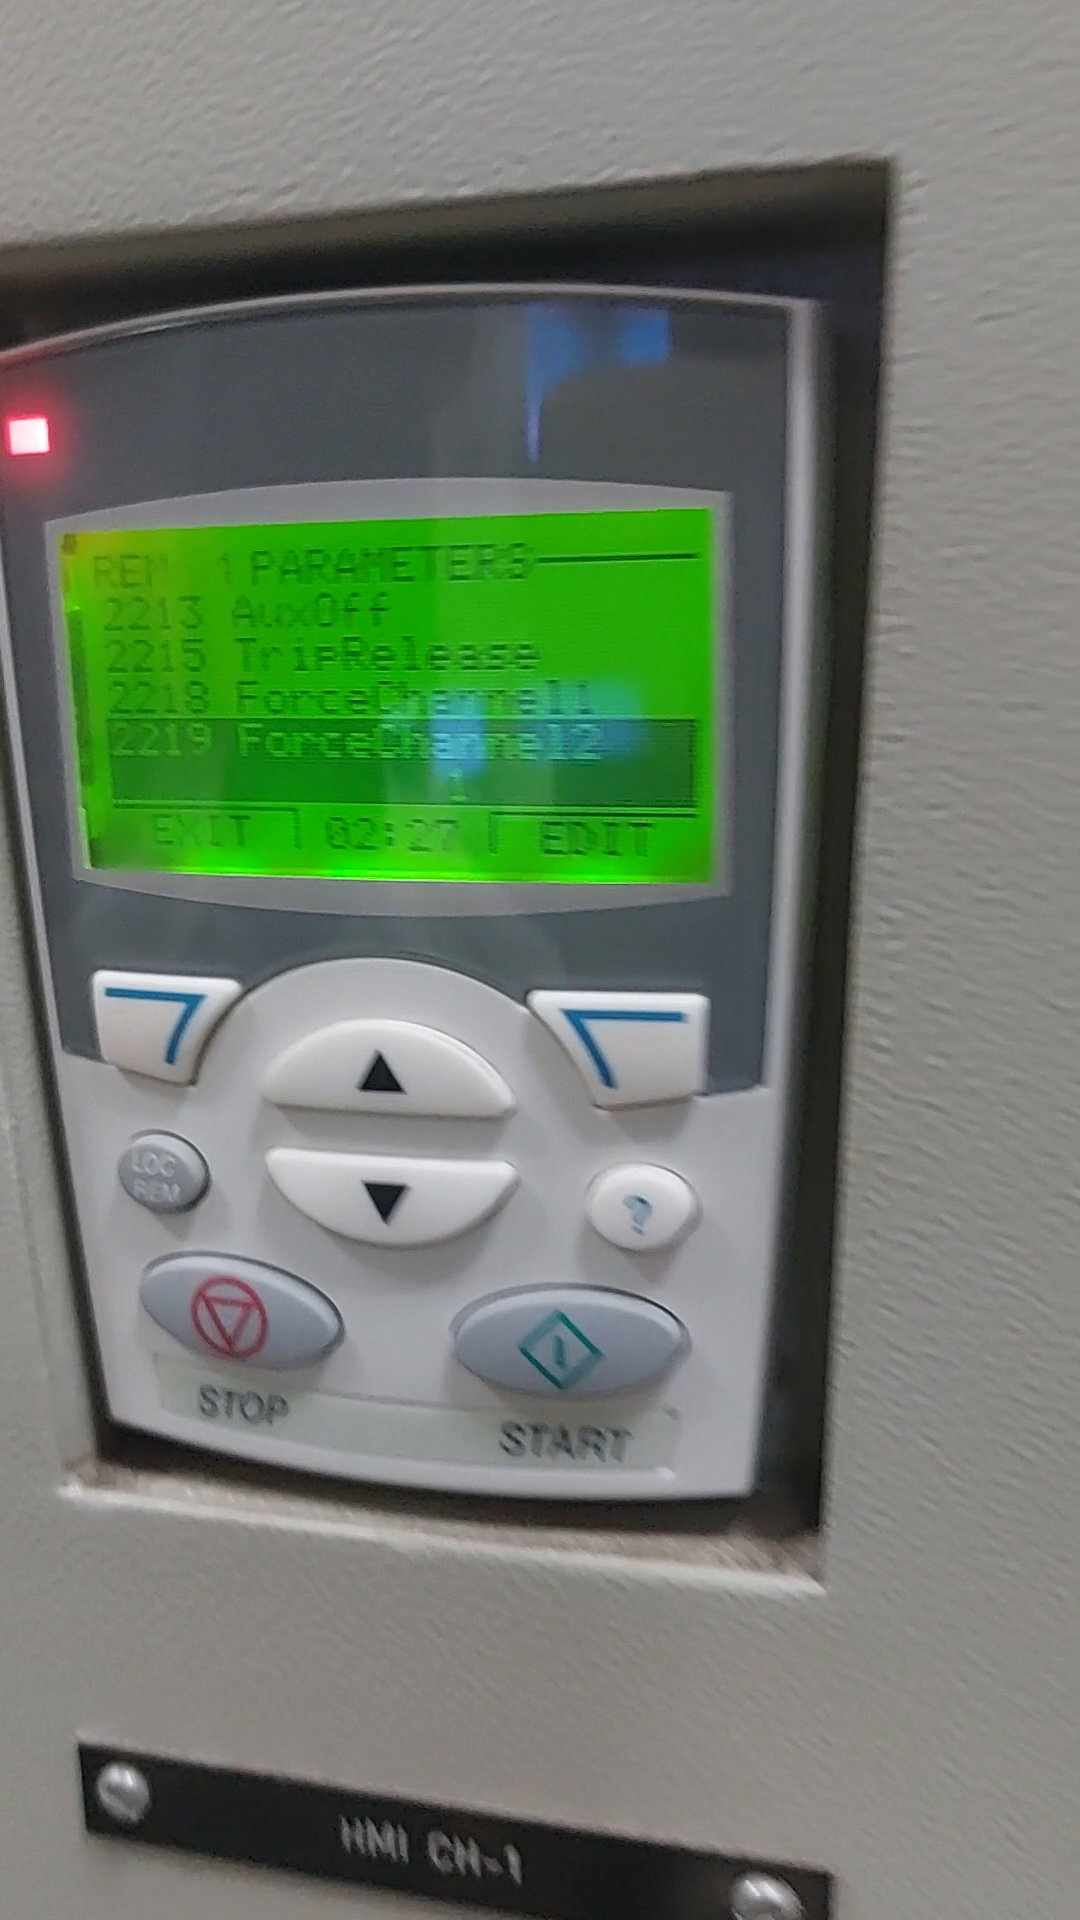 REM 1 PARAMETERS
2213 AuxOff
2215 TripRelease
2218 ForceChannel1
2219 ForceChannel2
1
EXIT 02:27 EDIT
LOC
REM
?
STOP
START
HMI CH-1